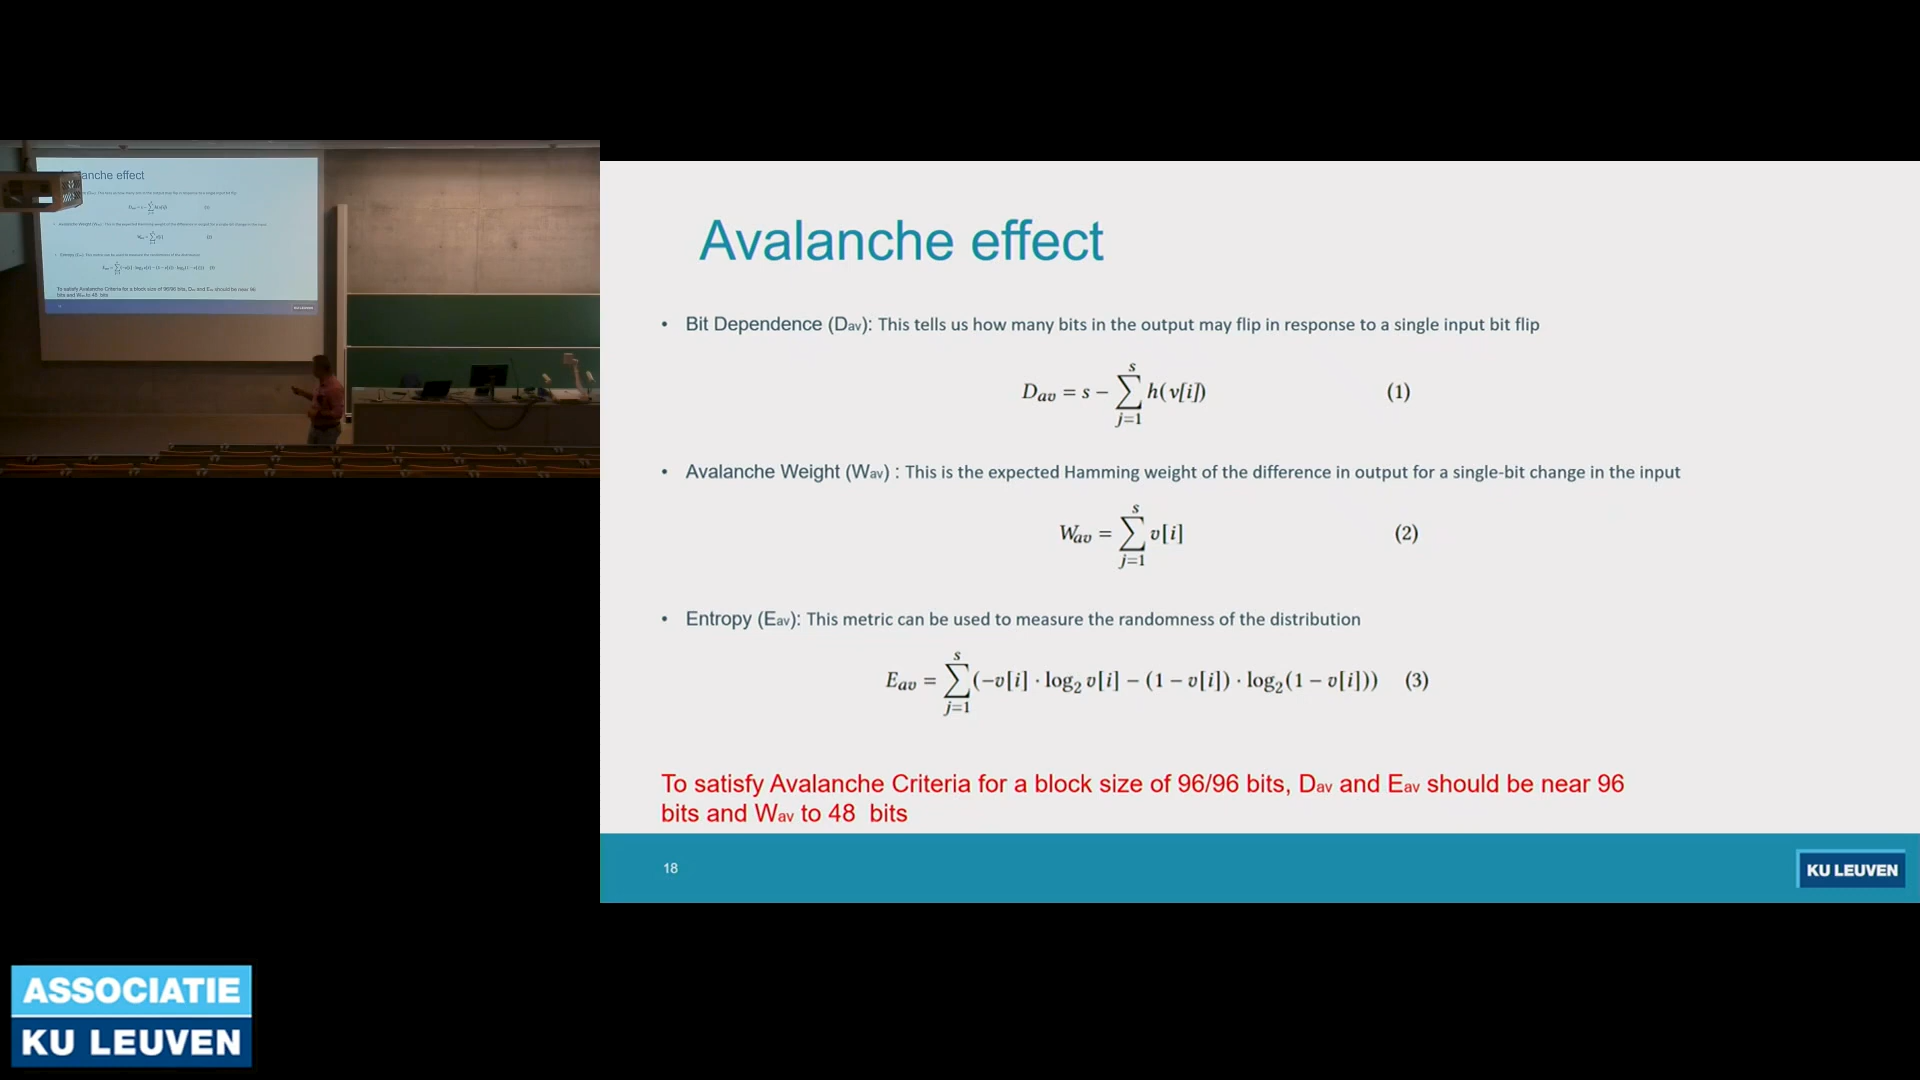 Avalanche effect
• Bit Dependence (Dav): This tells us how many bits in the output may flip in response to a single input bit flip
Dav = s − ∑ j=1 s h(v[i]) (1)
• Avalanche Weight (Wav) : This is the expected Hamming weight of the difference in output for a single-bit change in the input
Wav = ∑ j=1 s v[i] (2)
• Entropy (Eav): This metric can be used to measure the randomness of the distribution
Eav = ∑ j=1 s (−v[i] · log2 v[i] − (1 − v[i]) · log2(1 − v[i])) (3)
To satisfy Avalanche Criteria for a block size of 96/96 bits, Dav and Eav should be near 96
bits and Wav to 48 bits
18
KU LEUVEN
ASSOCIATIE
KU LEUVEN